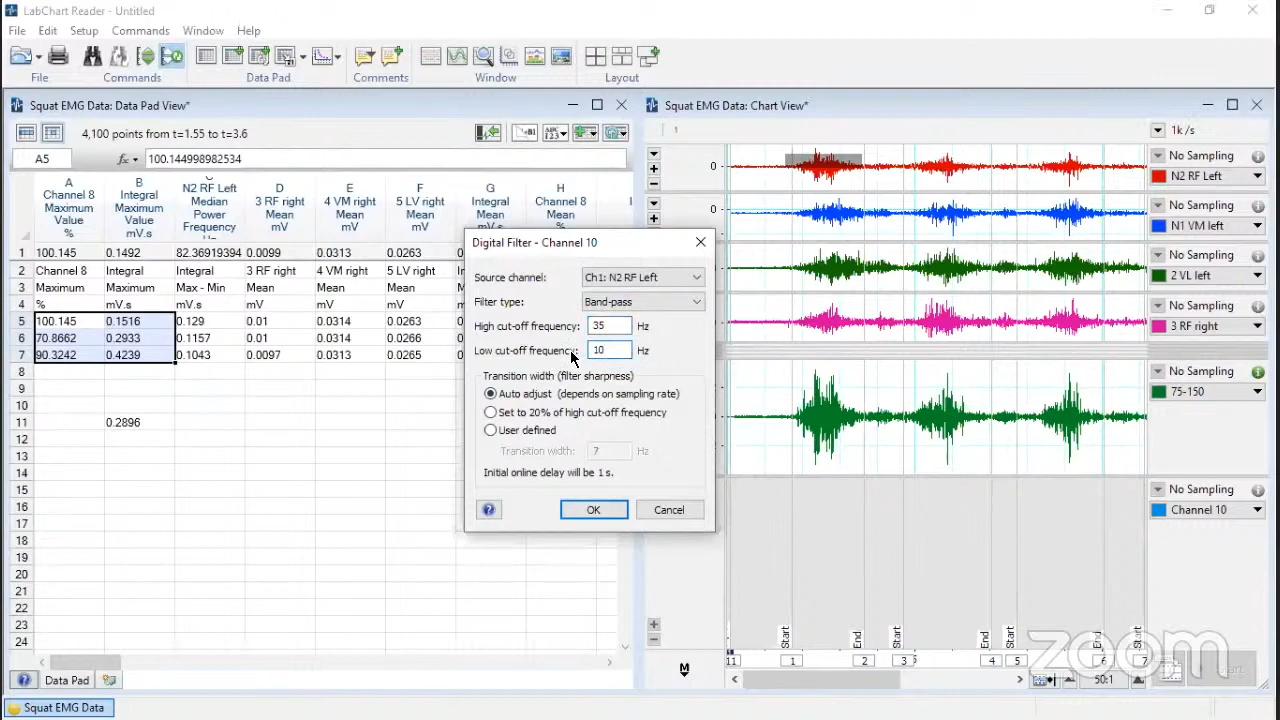 LabChart Reader - Untitled
File Edit Setup Commands Window Help
File Commands Data Pad Comments Window Layout
Squat EMG Data: Data Pad View*
4,100 points from t=1.55 to t=3.6
A5 fx 100.144998982534
A B C D E F G H
Channel 8 Maximum Value %
Integral Maximum Value mV.s
N2 RF Left Median Power Frequency
3 RF right Mean mV
4 VM right Mean mV
5 LV right Mean mV
Integral Mean mV.s
Channel 8 Mean %
1 100.145 0.1492 82.36919394 0.0099 0.0313 0.0263
2 Channel 8 Integral Integral 3 RF right 4 VM right 5 LV right
3 Maximum Maximum Max - Min Mean Mean Mean
4 % mV.s mV.s mV mV mV
5 100.145 0.1516 0.129 0.01 0.0314 0.0263
6 70.8662 0.2933 0.1157 0.01 0.0314 0.0266
7 90.3242 0.4239 0.1043 0.0097 0.0313 0.0265
8
9
10
11 0.2896
12
13
14
15
16
17
18
19
20
21
22
23
24
Data Pad
Squat EMG Data
Digital Filter - Channel 10
Source channel: Ch1: N2 RF Left
Filter type: Band-pass
High cut-off frequency: 35 Hz
Low cut-off frequency: 10 Hz
Transition width (filter sharpness)
Auto adjust (depends on sampling rate)
Set to 20% of high cut-off frequency
User defined
Transition width: 7 Hz
Initial online delay will be 1 s.
OK Cancel
Squat EMG Data: Chart View*
1 1k /s
0 No Sampling
N2 RF Left
0 No Sampling
N1 VM left
No Sampling
2 VL left
No Sampling
3 RF right
No Sampling
75-150
No Sampling
Channel 10
Start End Start End Start End Start
11 1 2 3 4 5 6 7
M 50:1 Start
zoom